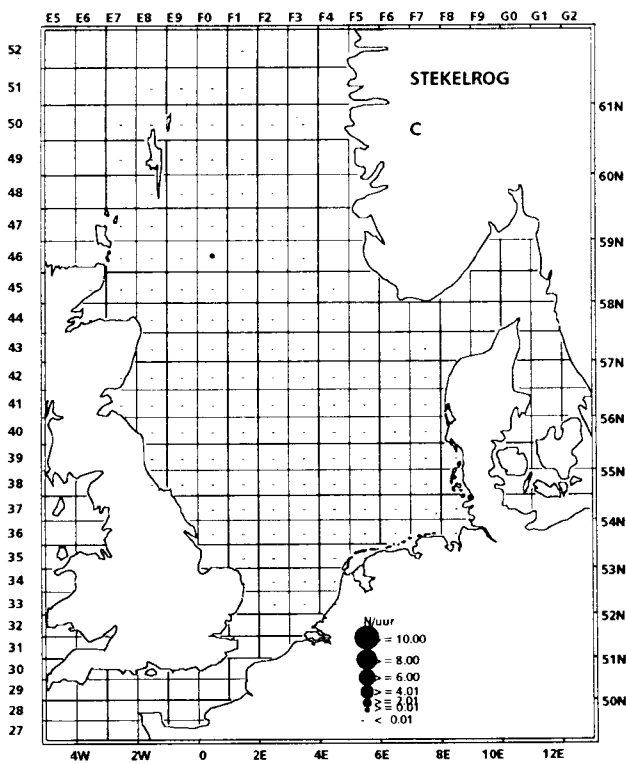 E5 E6 E7 E8 E9 F0 F1 F2 F3 F4 F5 F6 F7 F8 F9 G0 G1 G2
52
STEKELROG
51
61N
50
C
49
60N
48
47
59N
46
45
58N
44
43
57N
42
41
56N
40
39
55N
38
37
54N
36
35
53N
34
33
52N
32
N/uur
= 10.00
31
51N
> = 8.00
30
> = 6.00
29
> = 4.01
50N
> = 2.01
28
> = 0.01
- < 0.01
27
4W 2W 0 2E 4E 6E 8E 10E 12E